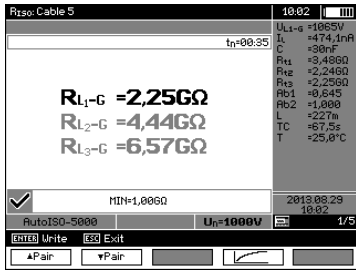 RISO: Cable 5 10:02
tn=00:35
RL1-G =2,25GΩ
RL2-G =4,44GΩ
RL3-G =6,57GΩ
MIN=1,00GΩ
UL1-G =1065V
IL =474,1nA
C =30nF
Rt1 =3,48GΩ
Rt2 =2,24GΩ
Rt3 =2,25GΩ
Ab1 =0,645
Ab2 =1,000
L =227m
TC =67,5s
T =25,0°C
2013.08.29
10:02
AutoISO-5000 Un=1000V 1/5
ENTER Write ESC Exit
▲Pair ▼Pair